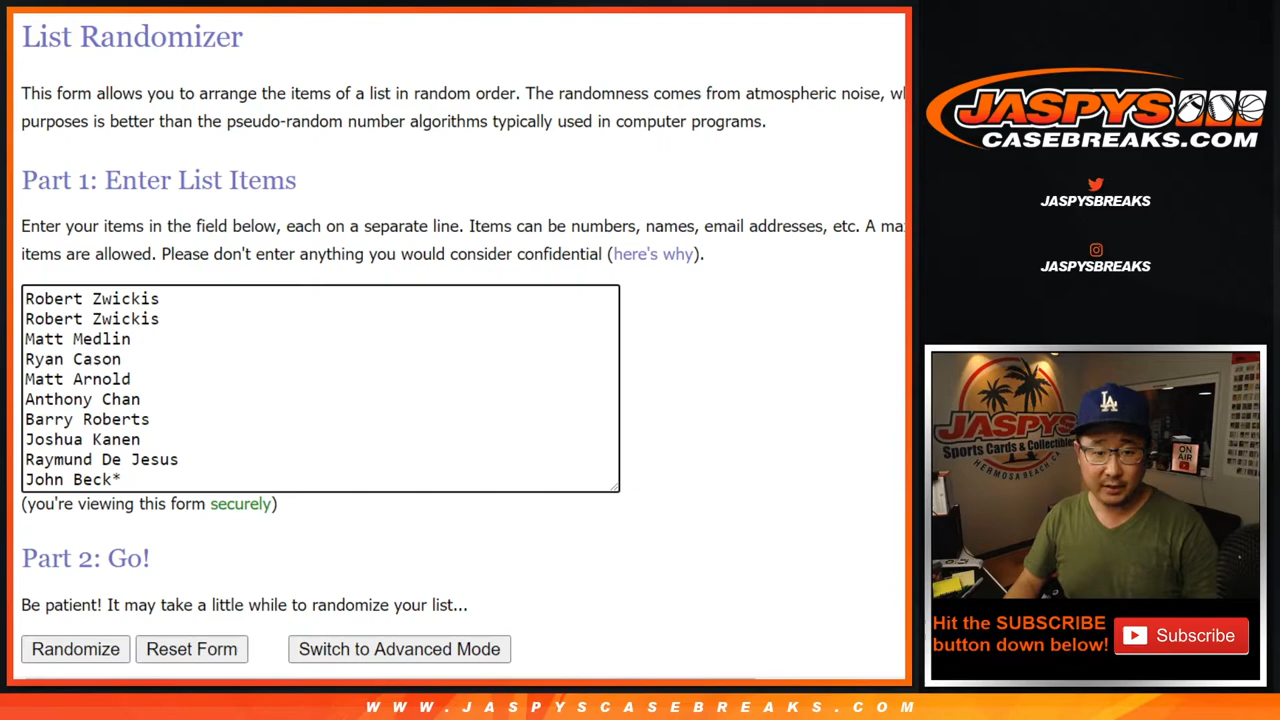 List Randomizer
This form allows you to arrange the items of a list in random order. The randomness comes from atmospheric noise, wh
purposes is better than the pseudo-random number algorithms typically used in computer programs.
Part 1: Enter List Items
Enter your items in the field below, each on a separate line. Items can be numbers, names, email addresses, etc. A ma
items are allowed. Please don't enter anything you would consider confidential (here's why).
Robert Zwickis
Robert Zwickis
Matt Medlin
Ryan Cason
Matt Arnold
Anthony Chan
Barry Roberts
Joshua Kanen
Raymund De Jesus
John Beck*
(you're viewing this form securely)
Part 2: Go!
Be patient! It may take a little while to randomize your list...
Randomize Reset Form Switch to Advanced Mode
JASPYS
CASEBREAKS.COM
JASPYSBREAKS
JASPYSBREAKS
JASPYS
Sports Cards & Collectibles
HERMOSA BEACH, CA
LA
ON AIR
Hit the SUBSCRIBE
button down below!
Subscribe
WWW.JASPYSCASEBREAKS.COM